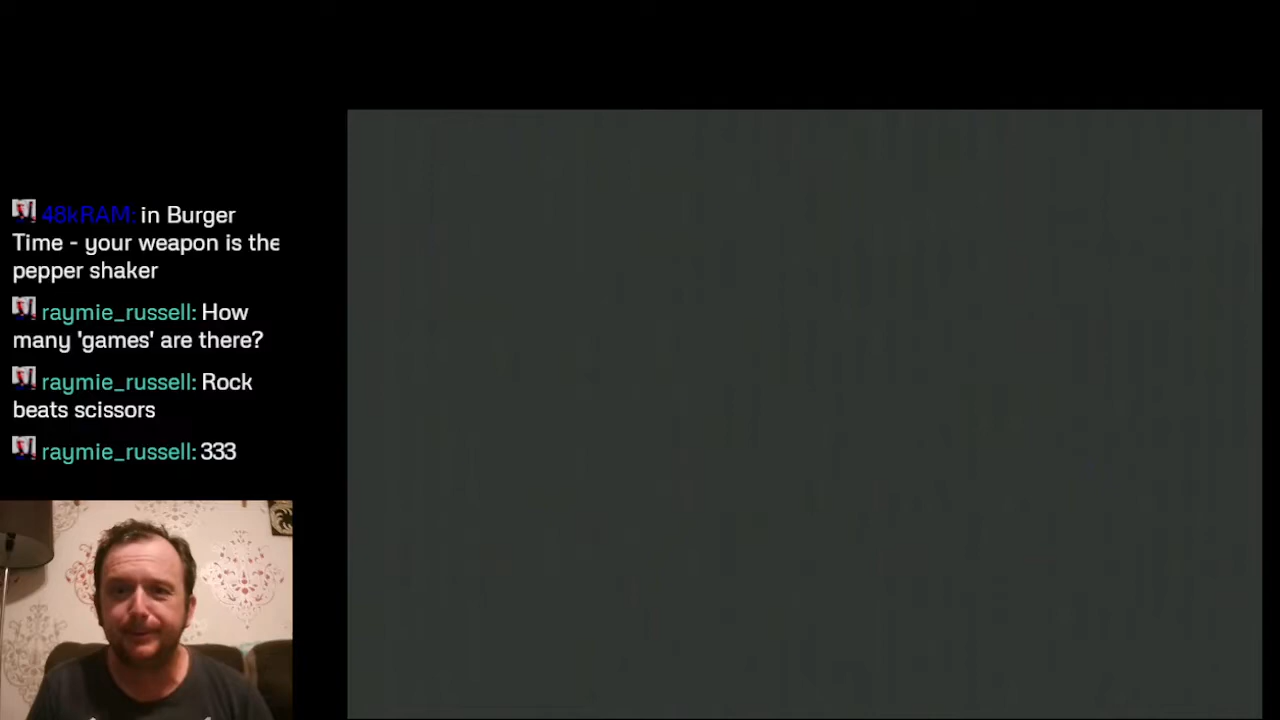 48kRAM: in Burger
Time - your weapon is the
pepper shaker
raymie_russell: How
many 'games' are there?
raymie_russell: Rock
beats scissors
raymie_russell: 333